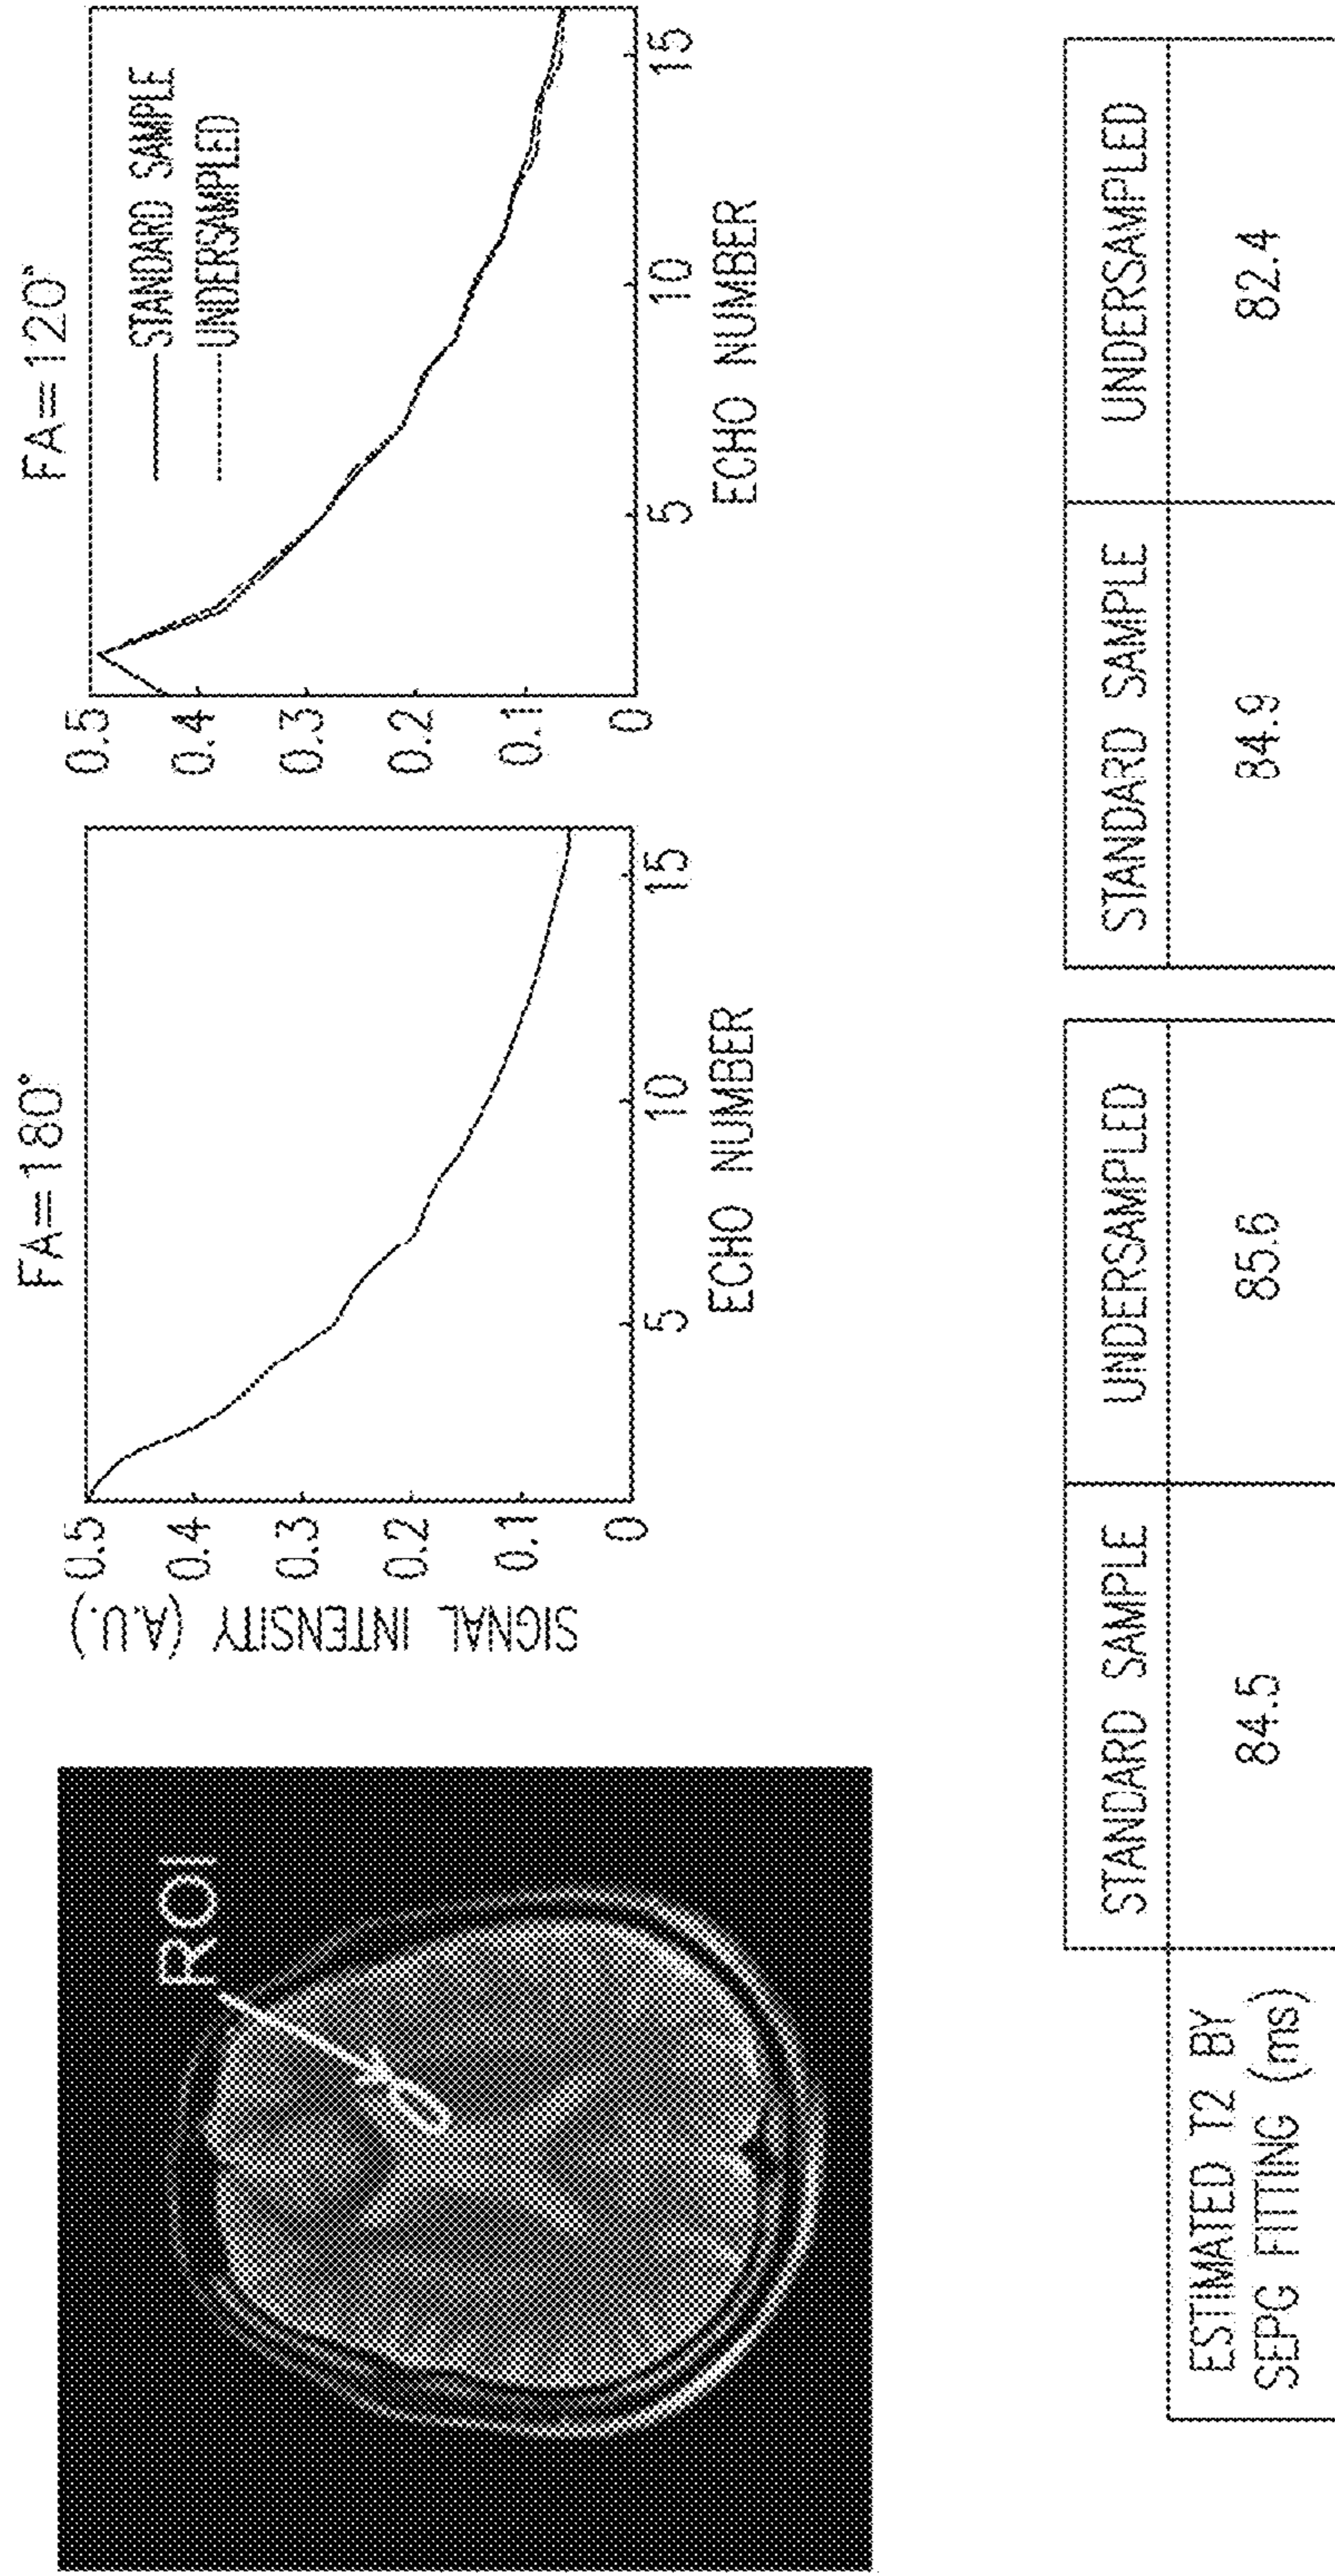 ROI
FA=180°
SIGNAL INTENSITY (A.U.)
0.5
0.4
0.3
0.2
0.1
0
5
10
15
ECHO NUMBER
FA=120°
STANDARD SAMPLE
UNDERSAMPLED
0.5
0.4
0.3
0.2
0.1
0
5
10
15
ECHO NUMBER
STANDARD SAMPLE
UNDERSAMPLED
STANDARD SAMPLE
UNDERSAMPLED
ESTIMATED T2 BY
SEPG FITTING (ms)
84.5
85.6
84.9
82.4